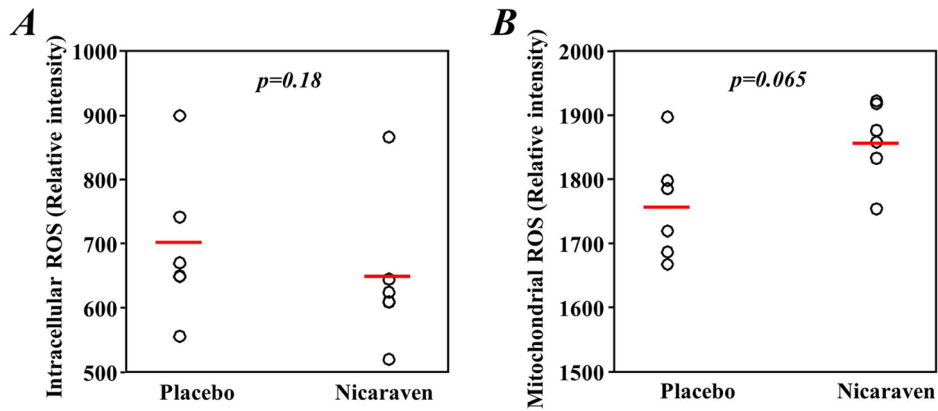 A
B
Intracellular ROS (Relative intensity)
1000
900
800
700
600
500
p=0.18
Placebo
Nicaraven
Mitochondrial ROS (Relative intensity)
2000
1900
1800
1700
1600
1500
p=0.065
Placebo
Nicaraven